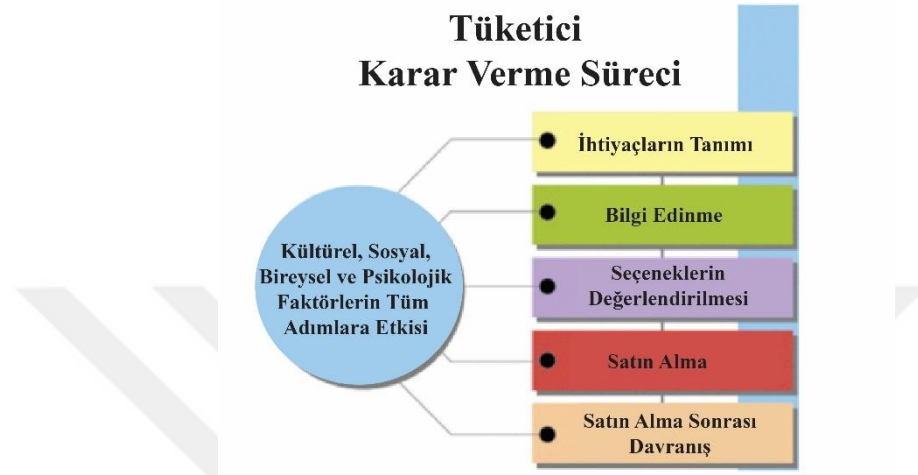 Tüketici
Karar Verme Süreci
İhtiyaçların Tanımı
Bilgi Edinme
Seçeneklerin
Değerlendirilmesi
Satın Alma
Satın Alma Sonrası
Davranış
Kültürel, Sosyal,
Bireysel ve Psikolojik
Faktörlerin Tüm
Adımlara Etkisi